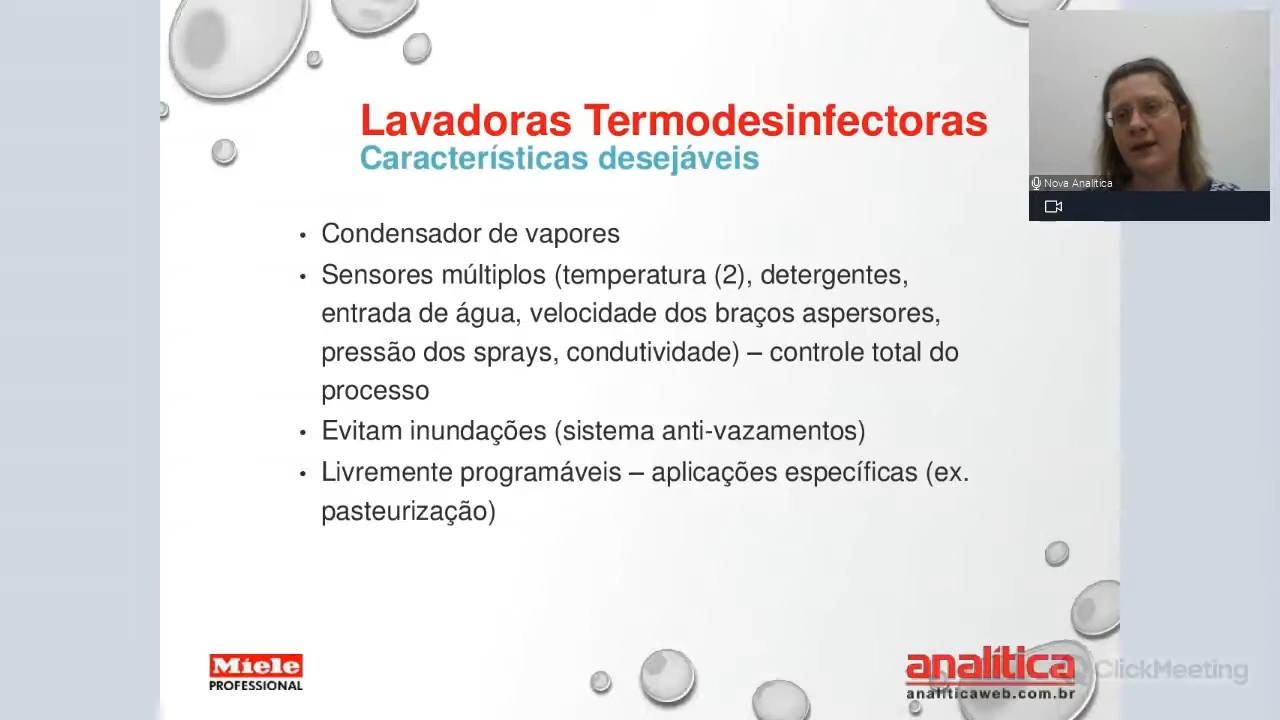 Lavadoras Termodesinfectoras
Características desejáveis
Nova Analitica
• Condensador de vapores
• Sensores múltiplos (temperatura (2), detergentes,
entrada de água, velocidade dos braços aspersores,
pressão dos sprays, condutividade) – controle total do
processo
• Evitam inundações (sistema anti-vazamentos)
• Livremente programáveis – aplicações específicas (ex.
pasteurização)
Miele
PROFESSIONAL
analítica
analiticaweb.com.br
ClickMeeting